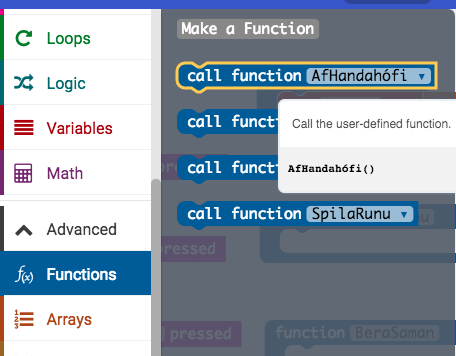 Loops
Logic
Variables
Math
Advanced
f(x) Functions
Arrays
Make a Function
call function AfHandahófi
call funct
Call the user-defined function.
AfHandahófi()
call funct
call function SpilaRunu
pressed
pressed
function BeraSaman